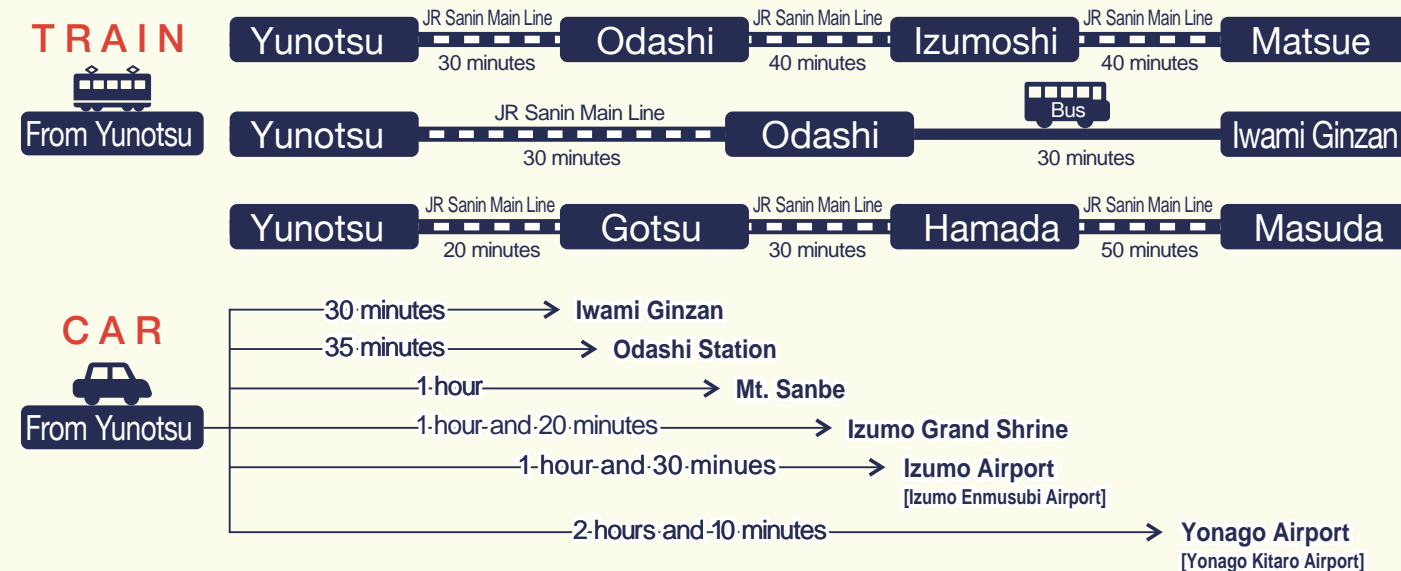 TRAIN
From Yunotsu
JR Sanin Main Line JR Sanin Main Line JR Sanin Main Line
Yunotsu Odashi Izumoshi Matsue
30 minutes 40 minutes 40 minutes
JR Sanin Main Line Bus
Yunotsu Odashi Iwami Ginzan
30 minutes 30 minutes
JR Sanin Main Line JR Sanin Main Line JR Sanin Main Line
Yunotsu Gotsu Hamada Masuda
20 minutes 30 minutes 50 minutes
CAR
From Yunotsu
30 minutes Iwami Ginzan
35 minutes Odashi Station
1 hour Mt. Sanbe
1 hour and 20 minutes Izumo Grand Shrine
1 hour and 30 minues Izumo Airport
[Izumo Enmusubi Airport]
2 hours and 10 minutes Yonago Airport
[Yonago Kitaro Airport]